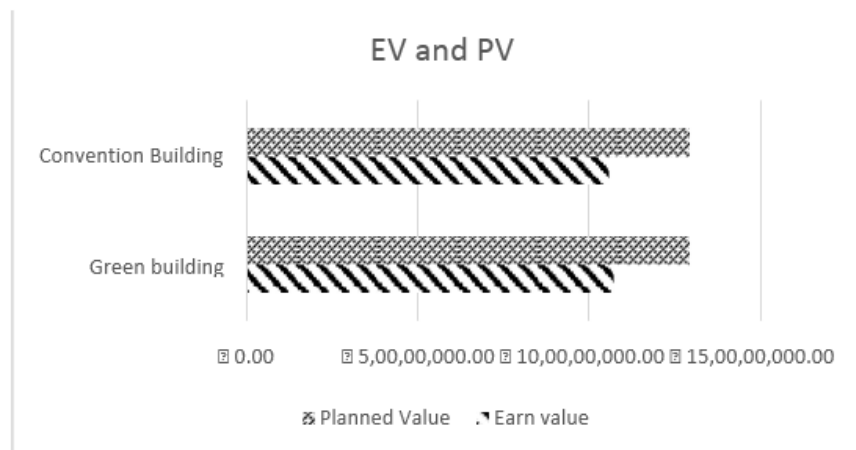 EV and PV
Convention Building
Green building
⍰ 0.00 ⍰ 5,00,00,000.00 ⍰ 10,00,00,000.00 ⍰ 15,00,00,000.00
Planned Value Earn value